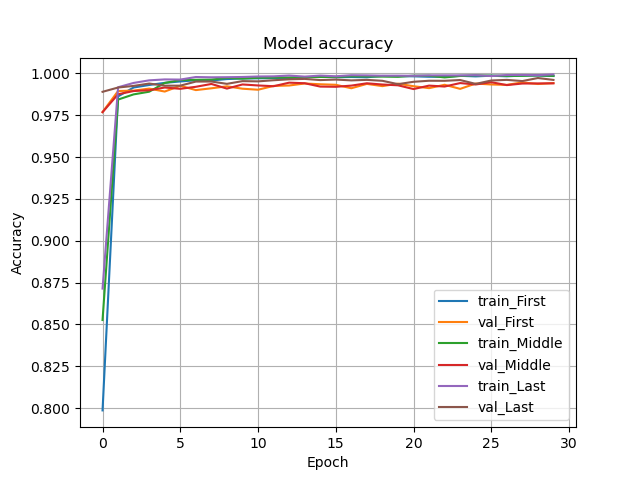 Model accuracy
1.000
0.975
0.950
0.925
0.900
0.875
0.850
0.825
0.800
Accuracy
train_First
val_First
train_Middle
val_Middle
train_Last
val_Last
0 5 10 15 20 25 30
Epoch